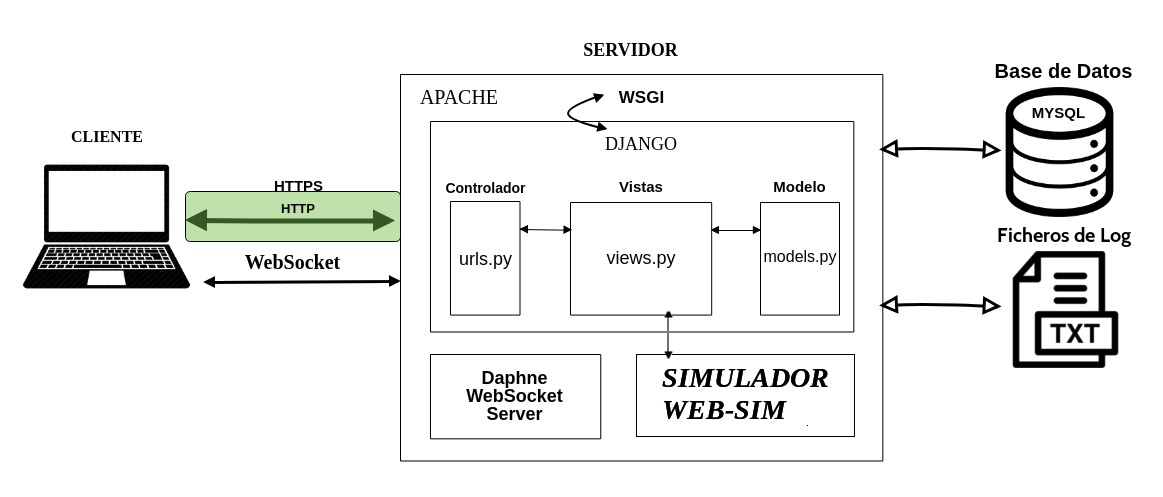 SERVIDOR
Base de Datos
APACHE
WSGI
MYSQL
CLIENTE
DJANGO
HTTPS
Controlador
Vistas
Modelo
HTTP
urls.py
views.py
models.py
WebSocket
Ficheros de Log
TXT
Daphne
WebSocket
Server
SIMULADOR
WEB-SIM
.